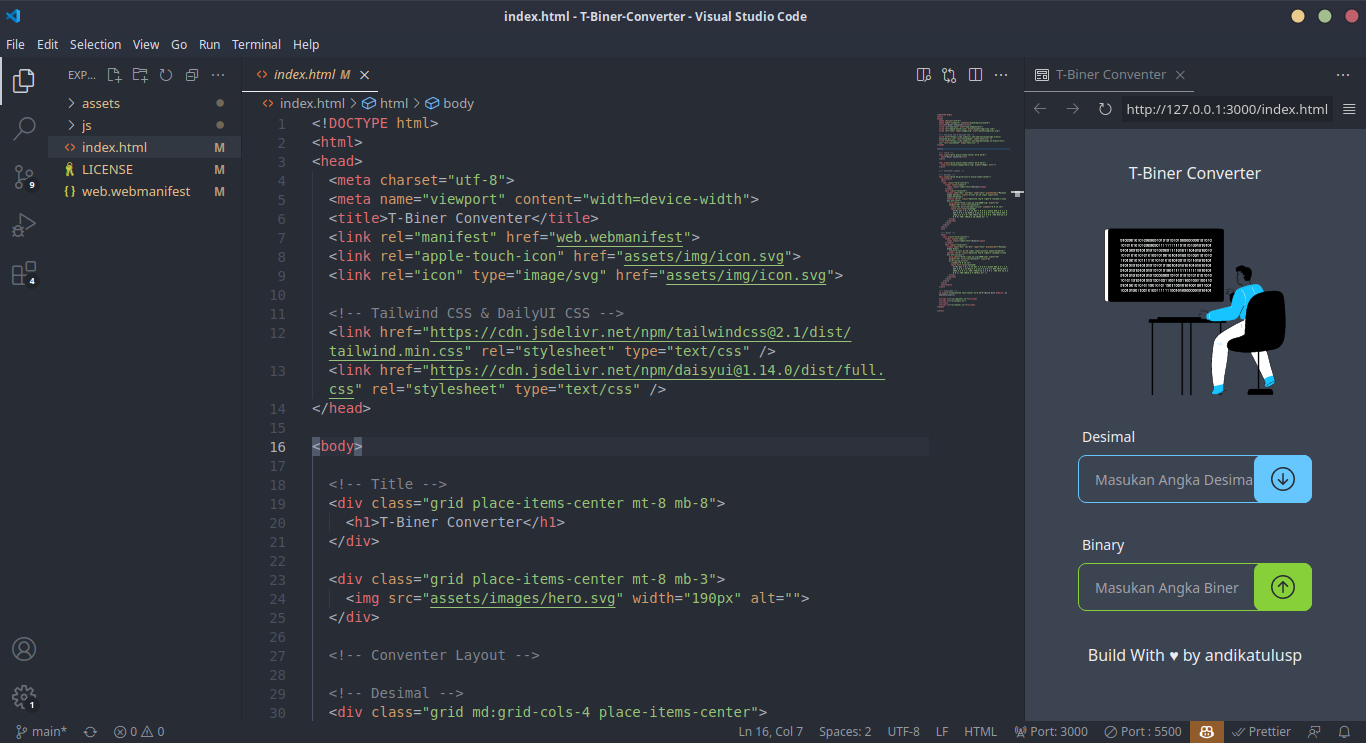 index.html - T-Biner-Converter - Visual Studio Code
File Edit Selection View Go Run Terminal Help
EXP...
assets
js
index.html M
LICENSE M
web.webmanifest M
9
4
1
index.html M
index.html > html > body
1 <!DOCTYPE html>
2 <html>
3 <head>
4 <meta charset="utf-8">
5 <meta name="viewport" content="width=device-width">
6 <title>T-Biner Conventer</title>
7 <link rel="manifest" href="web.webmanifest">
8 <link rel="apple-touch-icon" href="assets/img/icon.svg">
9 <link rel="icon" type="image/svg" href="assets/img/icon.svg">
10
11 <!-- Tailwind CSS & DailyUI CSS -->
12 <link href="https://cdn.jsdelivr.net/npm/tailwindcss@2.1/dist/
tailwind.min.css" rel="stylesheet" type="text/css" />
13 <link href="https://cdn.jsdelivr.net/npm/daisyui@1.14.0/dist/full.
css" rel="stylesheet" type="text/css" />
14 </head>
15
16 <body>
17
18 <!-- Title -->
19 <div class="grid place-items-center mt-8 mb-8">
20 <h1>T-Biner Converter</h1>
21 </div>
22
23 <div class="grid place-items-center mt-8 mb-3">
24 <img src="assets/images/hero.svg" width="190px" alt="">
25 </div>
26
27 <!-- Conventer Layout -->
28
29 <!-- Desimal -->
30 <div class="grid md:grid-cols-4 place-items-center">
T-Biner Conventer
http://127.0.0.1:3000/index.html
T-Biner Converter
Desimal
Masukan Angka Desima
Binary
Masukan Angka Biner
Build With ♥ by andikatulusp
main* 0 0 Ln 16, Col 7 Spaces: 2 UTF-8 LF HTML Port: 3000 Port : 5500 Prettier